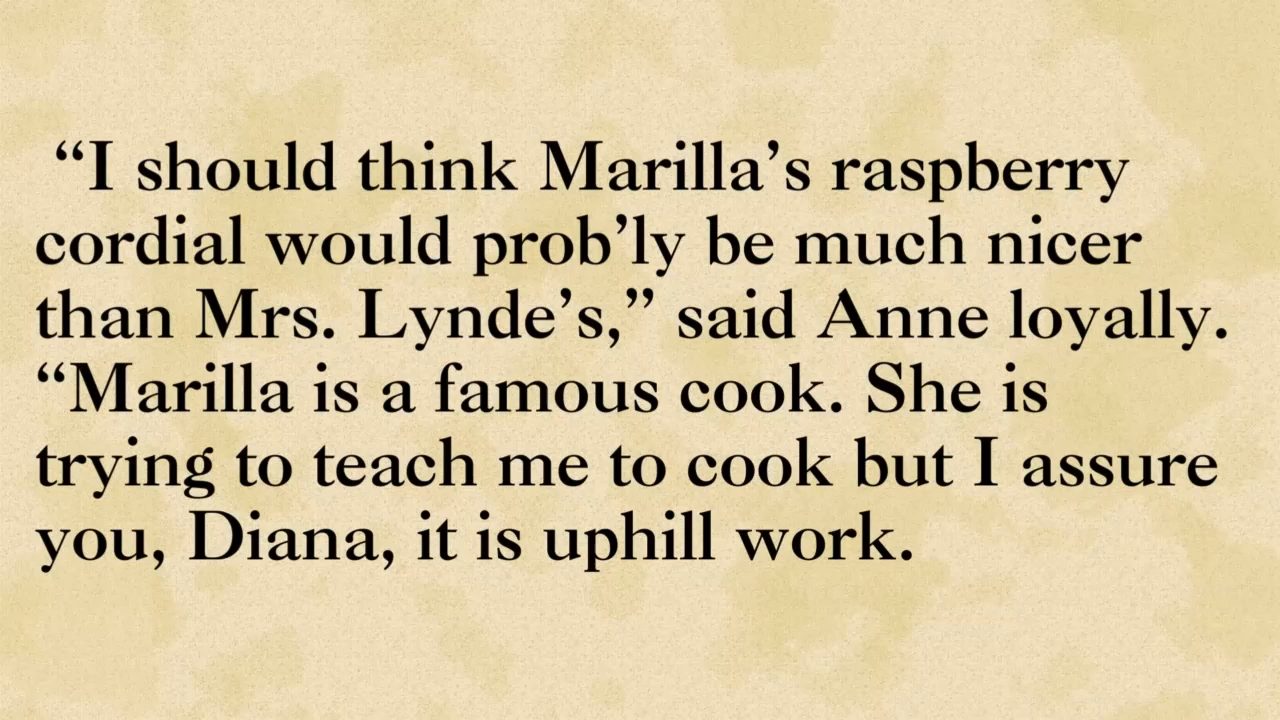 “I should think Marilla’s raspberry
cordial would prob’ly be much nicer
than Mrs. Lynde’s,” said Anne loyally.
“Marilla is a famous cook. She is
trying to teach me to cook but I assure
you, Diana, it is uphill work.